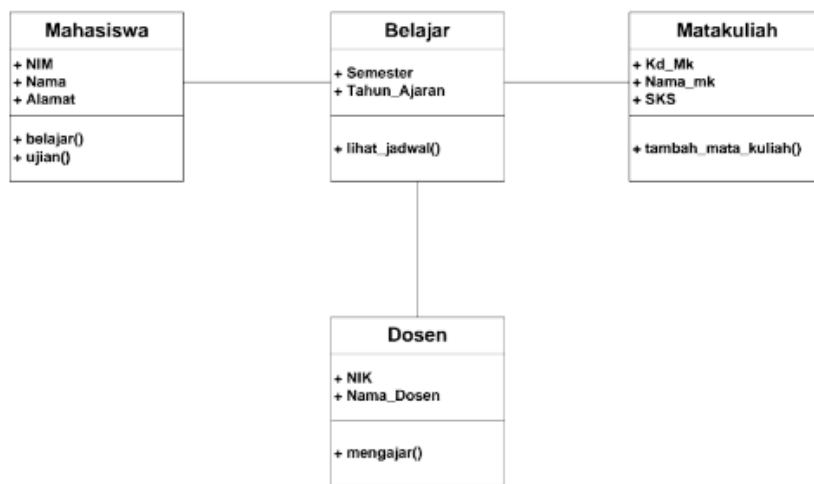 Mahasiswa
+ NIM
+ Nama
+ Alamat
+ belajar()
+ ujian()
Belajar
+ Semester
+ Tahun_Ajaran
+ lihat_jadwal()
Matakuliah
+ Kd_Mk
+ Nama_mk
+ SKS
+ tambah_mata_kuliah()
Dosen
+ NIK
+ Nama_Dosen
+ mengajar()